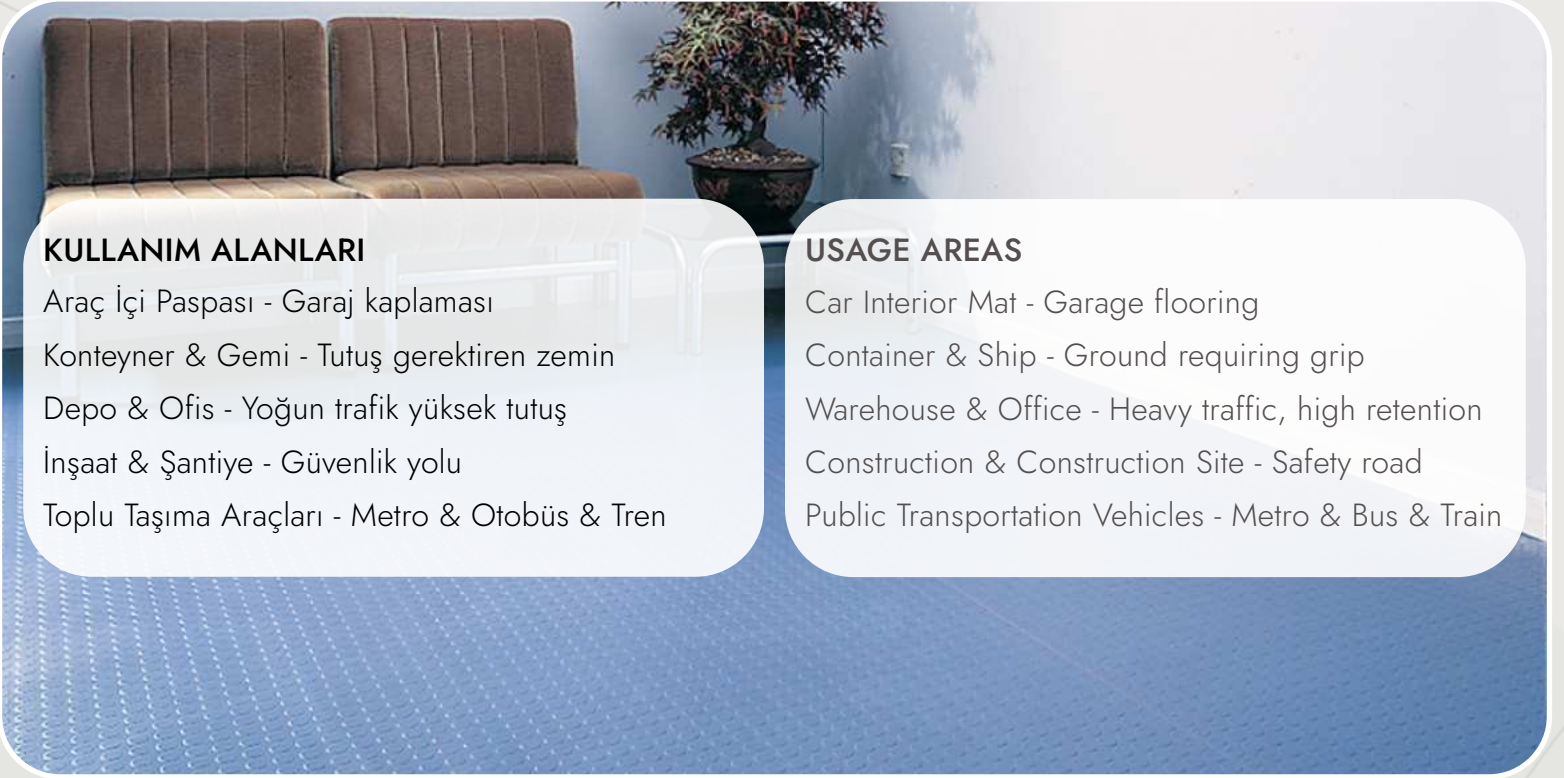 KULLANIM ALANLARI
Araç İçi Paspası - Garaj kaplaması
Konteyner & Gemi - Tutuş gerektiren zemin
Depo & Ofis - Yoğun trafik yüksek tutuş
İnşaat & Şantiye - Güvenlik yolu
Toplu Taşıma Araçları - Metro & Otobüs & Tren
USAGE AREAS
Car Interior Mat - Garage flooring
Container & Ship - Ground requiring grip
Warehouse & Office - Heavy traffic, high retention
Construction & Construction Site - Safety road
Public Transportation Vehicles - Metro & Bus & Train